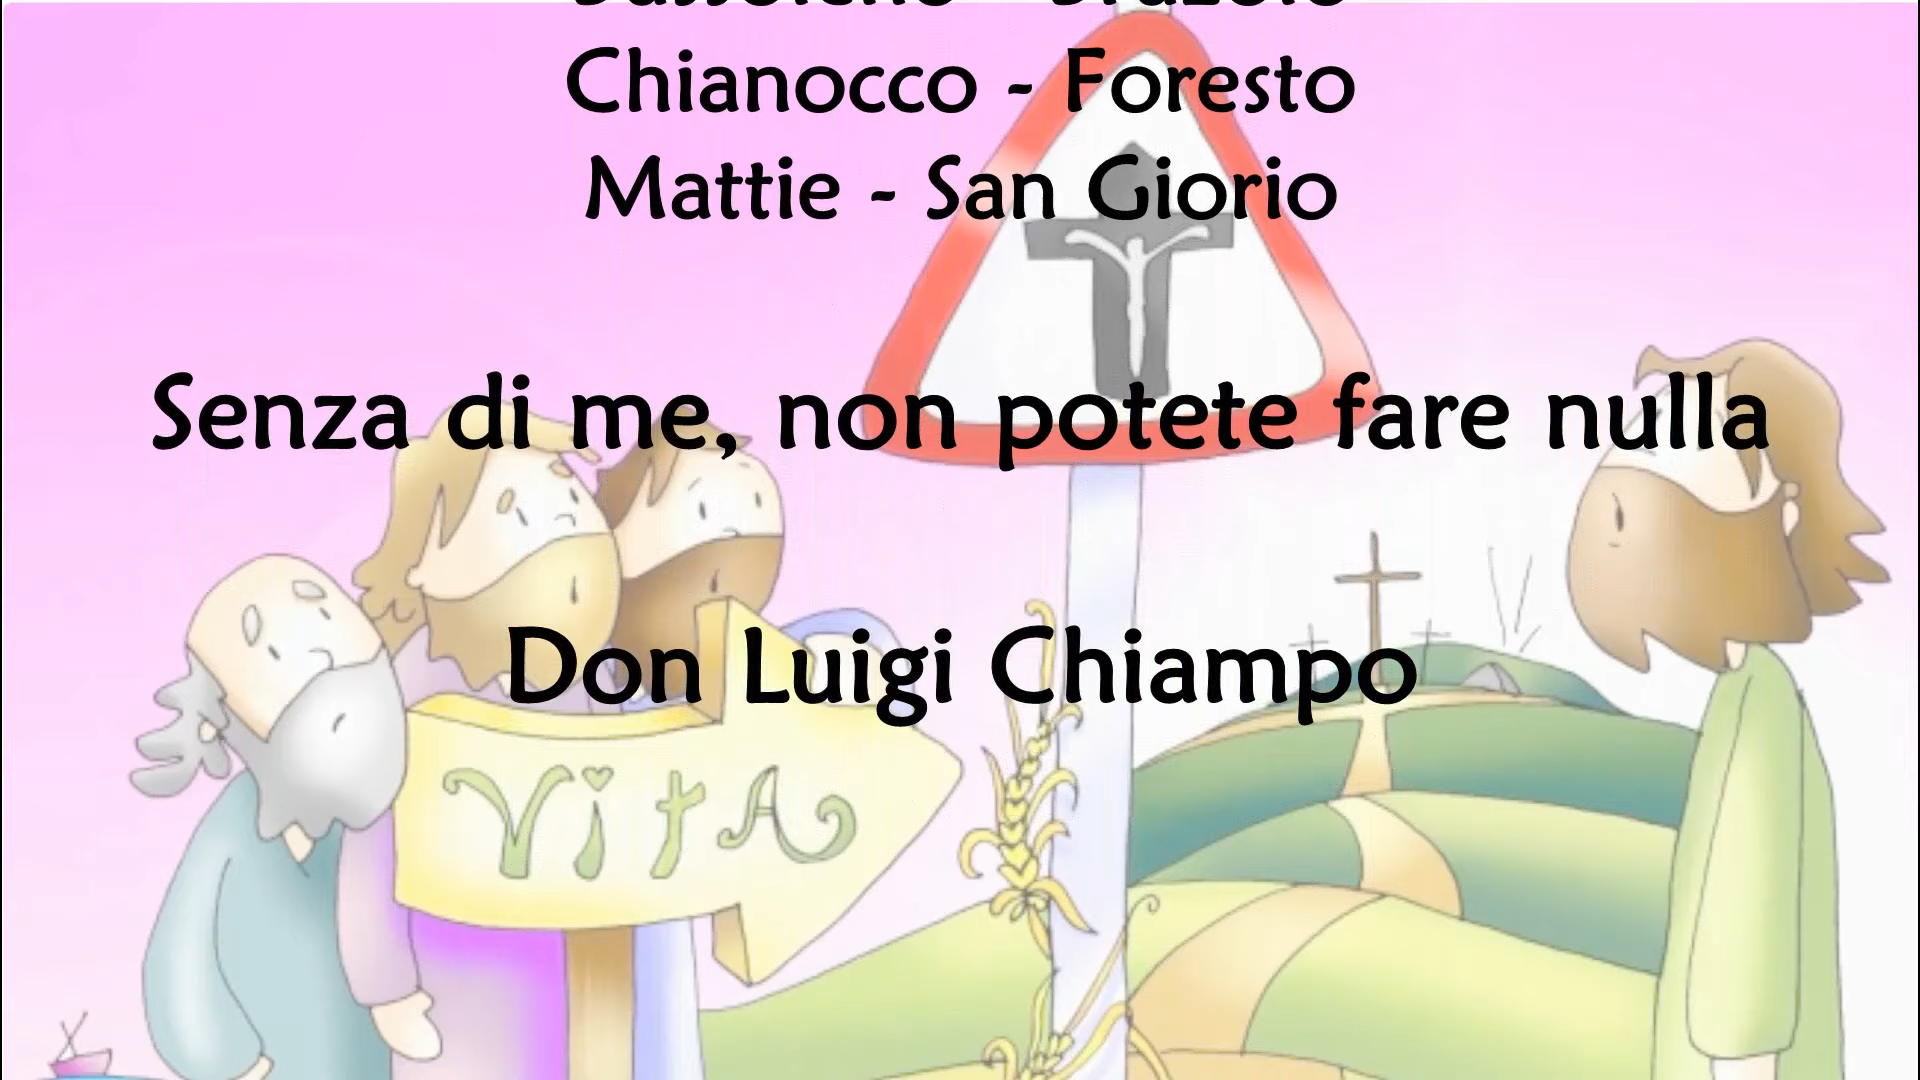 Chianocco - Foresto
Mattie - San Giorio
Senza di me, non potete fare nulla
Don Luigi Chiampo
VitA